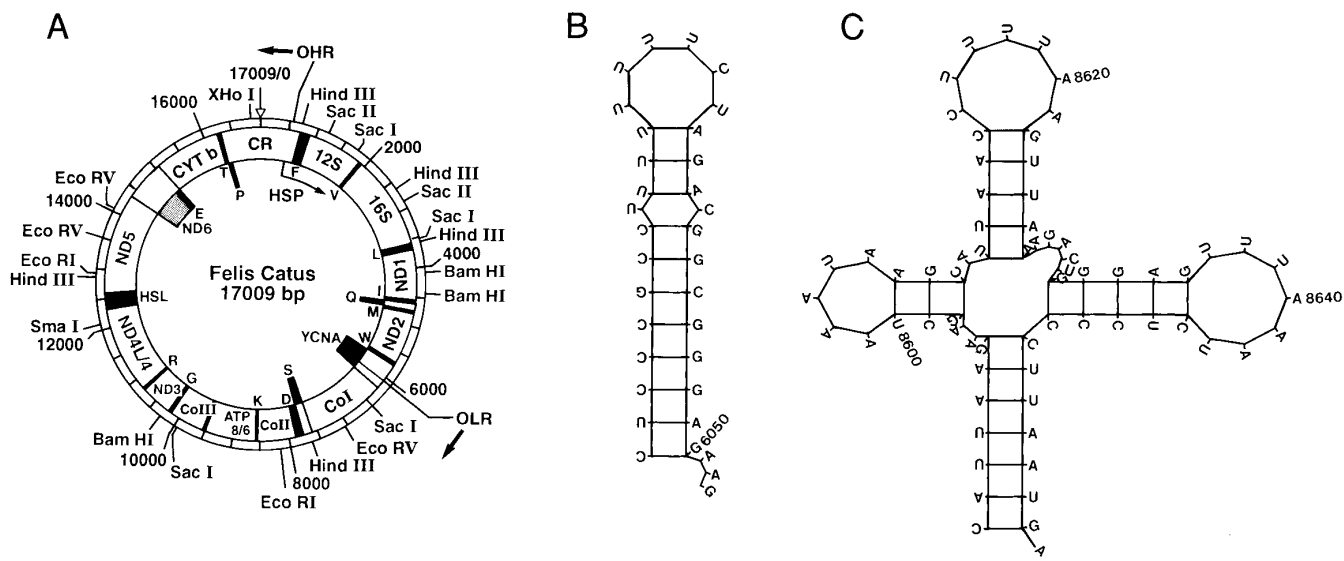 A
B
C
OHR
17009/0
XHo I
Hind III
16000
Sac II
Sac I
2000
CYT b
CR
12S
T
P
F
V
HSP
Eco RV
14000
E
ND6
16S
Hind III
Sac II
Eco RV
ND5
L
Sac I
Hind III
4000
Eco RI
Hind III
Felis Catus
17009 bp
ND1
Bam HI
HSL
Q
I
M
Bam HI
Sma I
12000
YCNA
W
ND2
ND4L/4
R
G
S
6000
ND3
CoIII
ATP
8/6
K
CoII
D
CoI
OLR
Sac I
Bam HI
10000
Sac I
Eco RV
Hind III
8000
Eco RI
U U
U C
U U
U A
U G
U A
U C
C G
C G
G C
C G
C G
C G
U A
C G
6050
A
A
G
U U U
U A 8620
C A
C G
A U
A U
U A
U A
A G A C
U C G
A A
A A
A
A G C A
U C C G A G A
8600
G G A G
C C U C
U U U
A 8640
A
A
U
G C
A U
A U
U A
U A
A U
C G
A